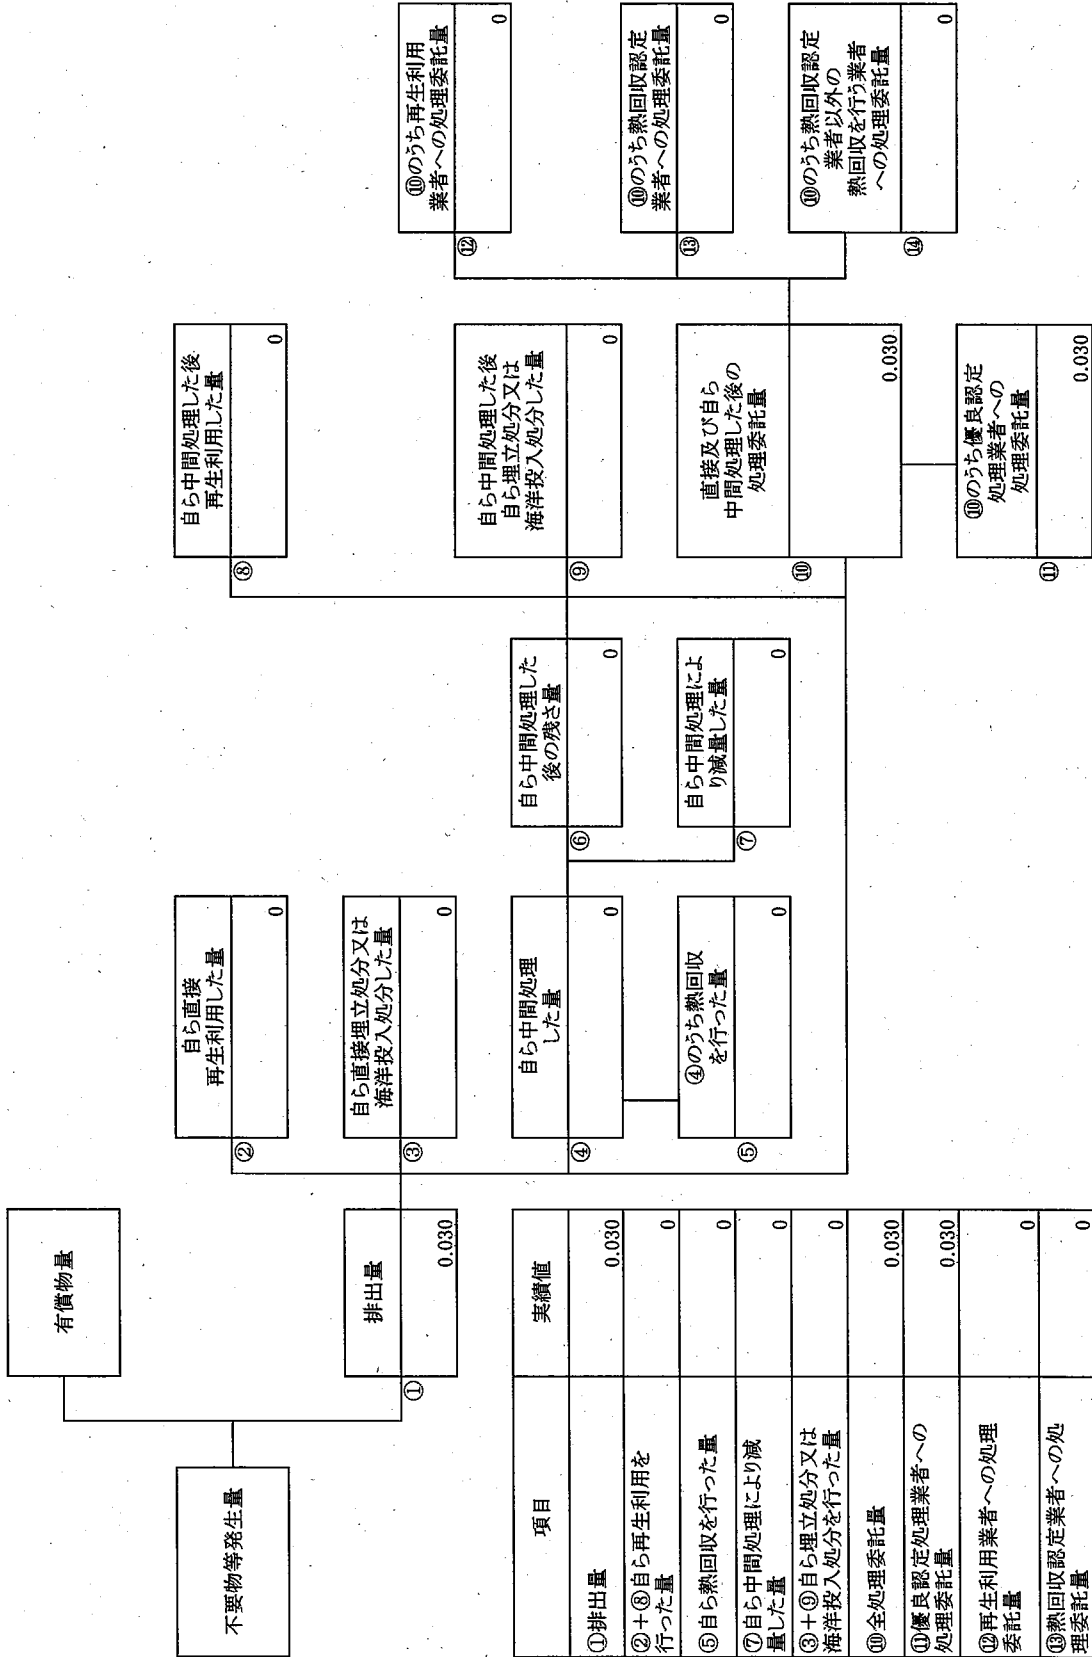 有償物量
不要物等発生量
排出量
①
0.030
自ら直接
再生利用した量
②
0
自ら直接埋立処分又は
海洋投入処分した量
③
0
自ら中間処理
した量
④
0
④のうち熱回収
を行った量
⑤
0
自ら中間処理した
後の残さ量
⑥
0
自ら中間処理によ
り減量した量
⑦
0
自ら中間処理した後
再生利用した量
⑧
0
自ら中間処理した後
自ら埋立処分又は
海洋投入処分した量
⑨
0
直接及び自ら
中間処理した後の
処理委託量
⑩
0.030
⑩のうち優良認定
処理業者への
処理委託量
⑪
0.030
⑩のうち再生利用
業者への処理委託量
⑫
0
⑩のうち熱回収認定
業者への処理委託量
⑬
0
⑩のうち熱回収認定
業者以外の
熱回収を行う業者
への処理委託量
⑭
0
項目
実績値
①排出量
0.030
②+⑧自ら再生利用を
行った量
0
⑤自ら熱回収を行った量
0
⑦自ら中間処理により減
量した量
0
③+⑨自ら埋立処分又は
海洋投入処分を行った量
0
⑩全処理委託量
0.030
⑪優良認定処理業者への
処理委託量
0.030
⑫再生利用業者への処理
委託量
0
⑬熱回収認定業者への処
理委託量
0